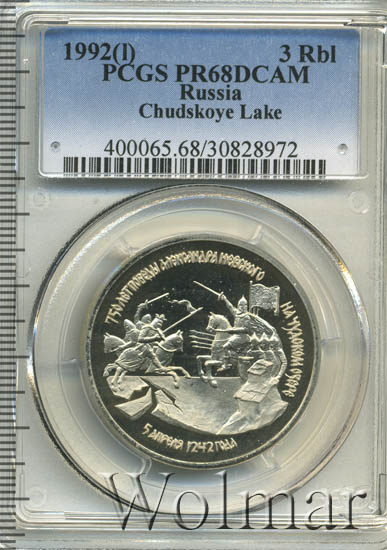 1992(l) 3 Rbl
PCGS PR68DCAM
Russia
Chudskoye Lake
400065.68/30828972
750-ЛЕТ ПОБЕДЫ АЛЕКСАНДРА НЕВСКОГО
НА ЧУДСКОМ ОЗЕРЕ
5 АПРЕЛЯ 1242 ГОДА
Wolmar